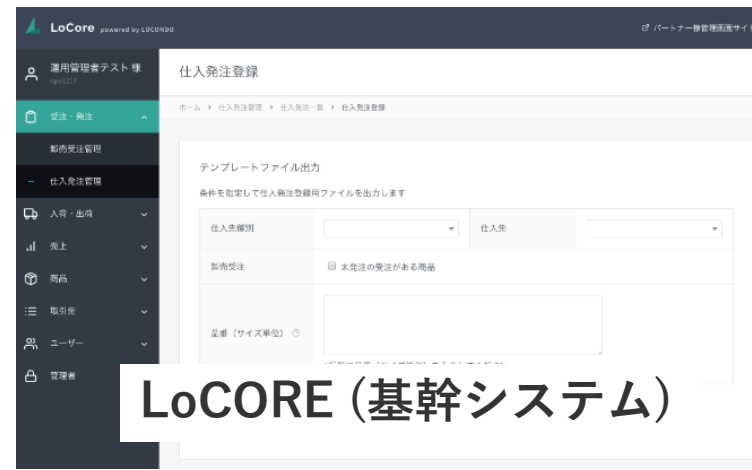 LoCore powered by LOCONDO
パートナー様管理画面サイト
運用管理者テスト 様
ops1217
仕入発注登録
ホーム > 仕入発注管理 > 仕入発注一覧 > 仕入発注登録
受注・発注
卸売受注管理
仕入発注管理
入荷・出荷
売上
商品
取引先
ユーザー
管理者
テンプレートファイル出力
条件を指定して仕入発注登録用ファイルを出力します
仕入先種別
仕入先
卸売受注
未発注の受注がある商品
品番（サイズ単位）
LoCORE (基幹システム)